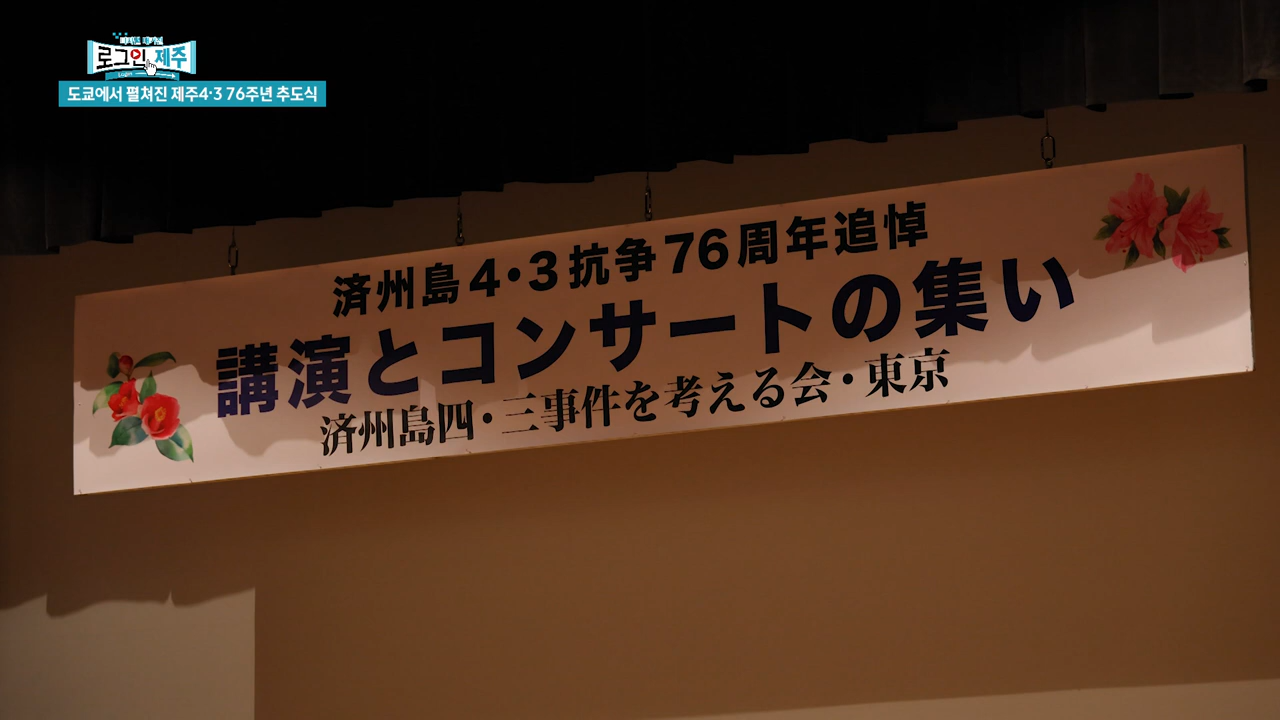 로그인 제주
도쿄에서 펼쳐진 제주4·3 76주년 추도식
済州島4・3抗争76周年追悼
講演とコンサートの集い
済州島四・三事件を考える会・東京